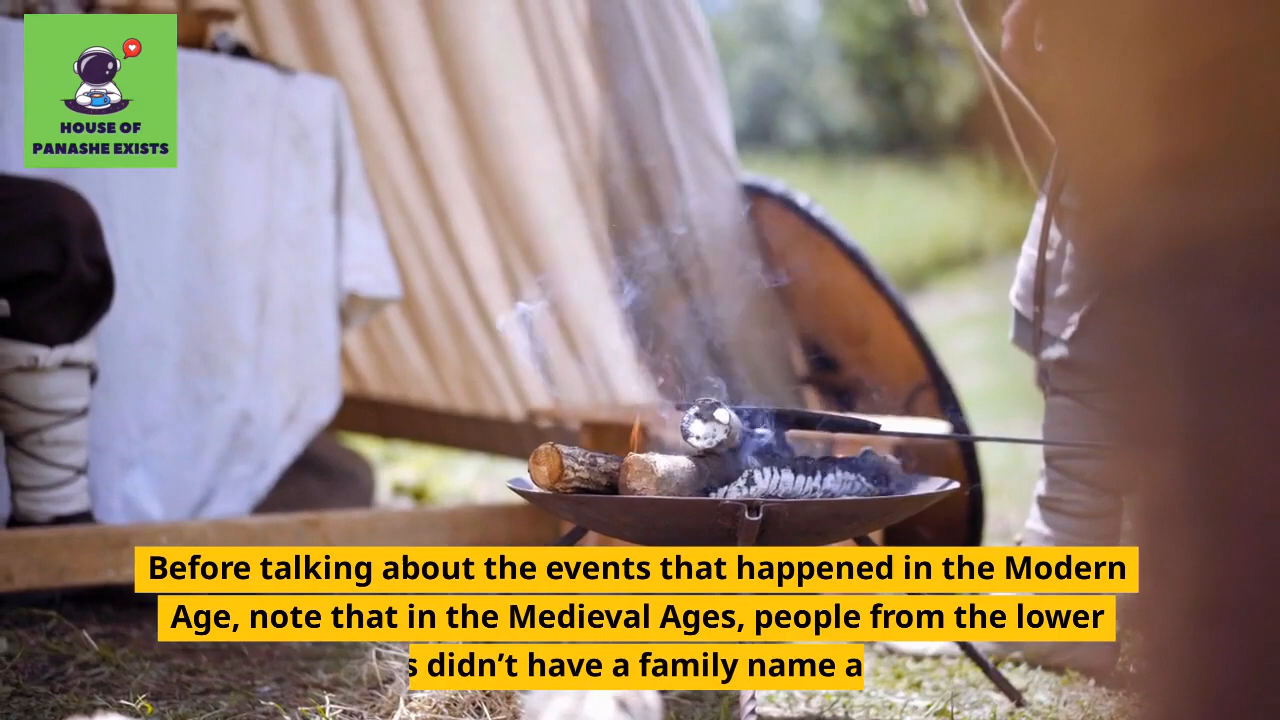 HOUSE OF
PANASHE EXISTS
Before talking about the events that happened in the Modern
Age, note that in the Medieval Ages, people from the lower
didn’t have a family name a